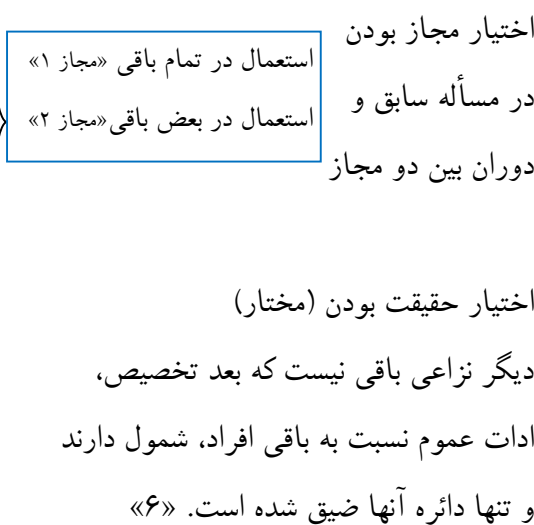 اختیار مجاز بودن
در مسأله سابق و
دوران بین دو مجاز
استعمال در تمام باقی «مجاز ۱»
استعمال در بعض باقی«مجاز ۲»
اختیار حقیقت بودن (مختار)
دیگر نزاعی باقی نیست که بعد تخصیص،
ادات عموم نسبت به باقی افراد، شمول دارند
و تنها دائره آنها ضیق شده است. «۶»